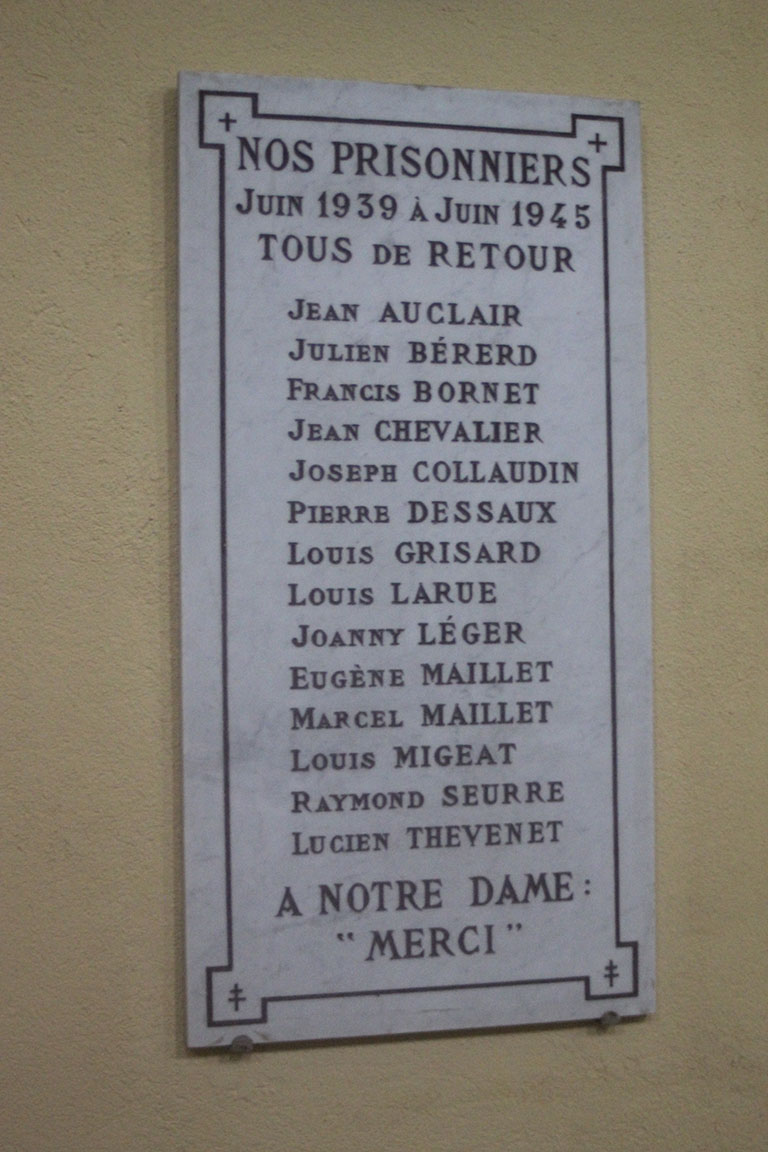 NOS PRISONNIERS
JUIN 1939 À JUIN 1945
TOUS DE RETOUR
JEAN AUCLAIR
JULIEN BÉRERD
FRANCIS BORNET
JEAN CHEVALIER
JOSEPH COLLAUDIN
PIERRE DESSAUX
LOUIS GRISARD
LOUIS LARUE
JOANNY LÉGER
EUGÈNE MAILLET
MARCEL MAILLET
LOUIS MIGEAT
RAYMOND SEURRE
LUCIEN THEVENET
A NOTRE DAME :
“MERCI”